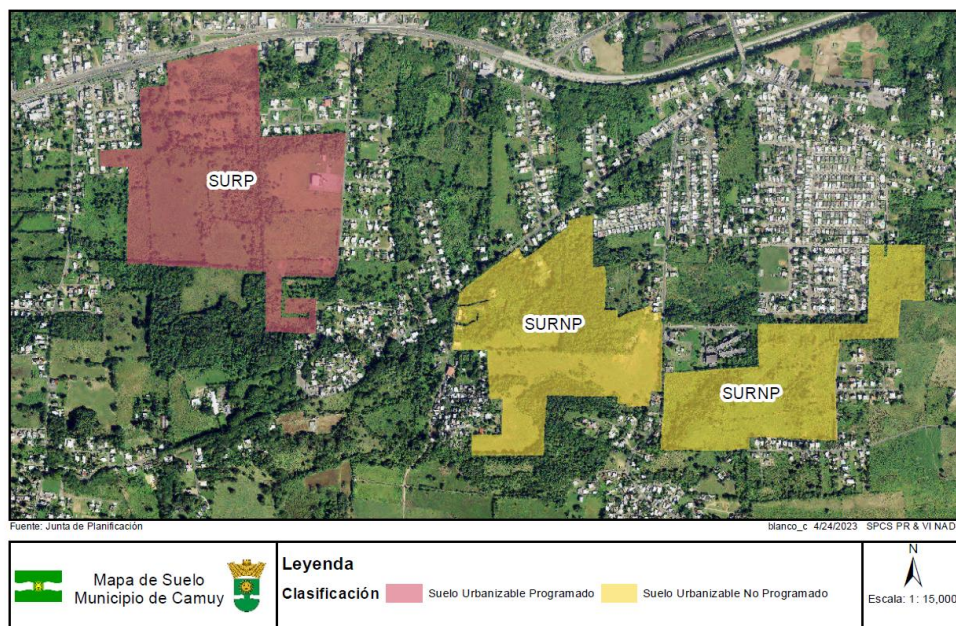 SURP
SURNP
SURNP
Fuente: Junta de Planificación
blanco_c 4/24/2023 SPCS PR & VI NAD
Mapa de Suelo
Municipio de Camuy
Leyenda
Clasificación
Suelo Urbanizable Programado
Suelo Urbanizable No Programado
N
Escala: 1: 15,000